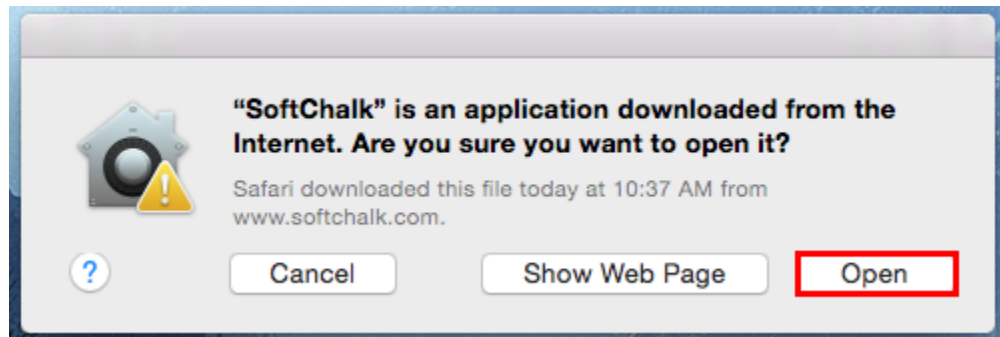 “SoftChalk” is an application downloaded from the
Internet. Are you sure you want to open it?
Safari downloaded this file today at 10:37 AM from
www.softchalk.com.
? Cancel Show Web Page Open